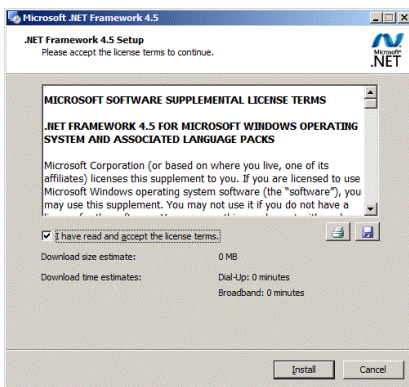 Microsoft .NET Framework 4.5
.NET Framework 4.5 Setup
Please accept the license terms to continue.
Microsoft
.NET
MICROSOFT SOFTWARE SUPPLEMENTAL LICENSE TERMS
.NET FRAMEWORK 4.5 FOR MICROSOFT WINDOWS OPERATING
SYSTEM AND ASSOCIATED LANGUAGE PACKS
Microsoft Corporation (or based on where you live, one of its
affiliates) licenses this supplement to you. If you are licensed to use
Microsoft Windows operating system software (the “software”), you
may use this supplement. You may not use it if you do not have a
I have read and accept the license terms.
Download size estimate: 0 MB
Download time estimates: Dial-Up: 0 minutes
Broadband: 0 minutes
Install Cancel